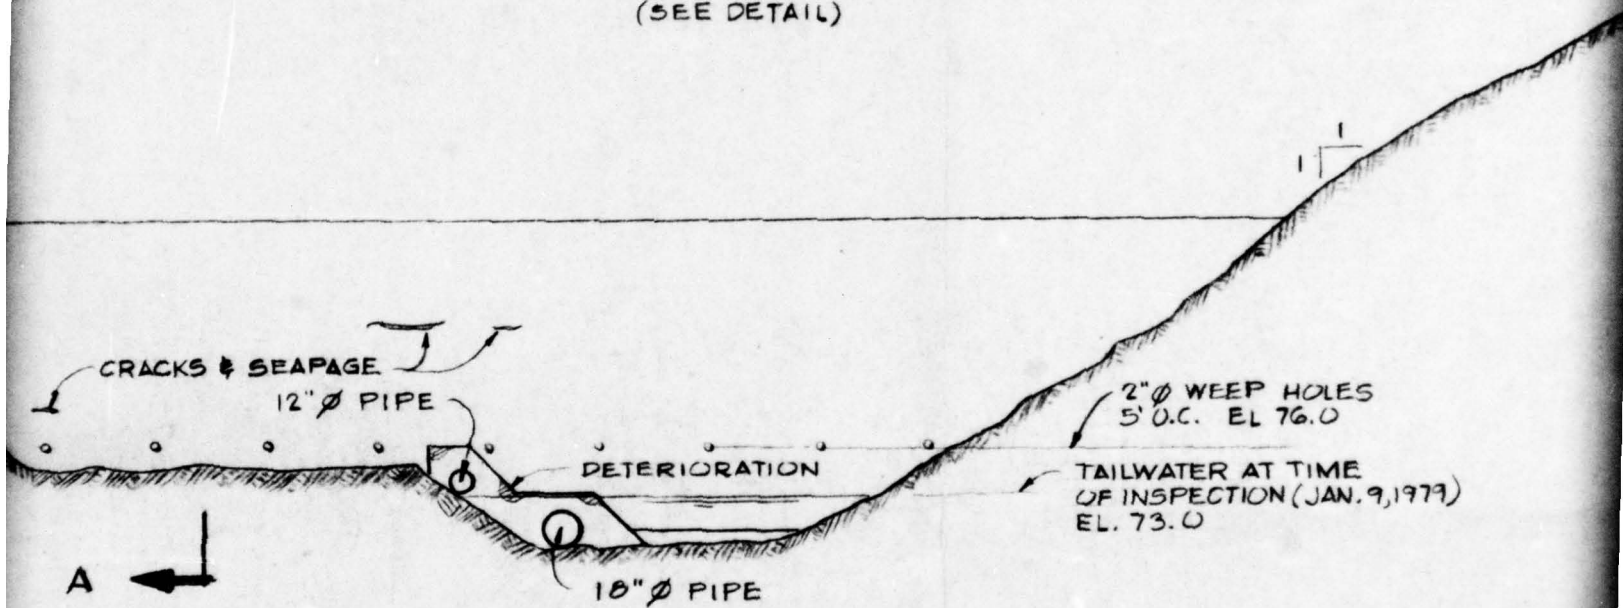 (SEE DETAIL)
1
1
CRACKS & SEAPAGE
12"Ø PIPE
2"Ø WEEP HOLES
5' O.C. EL 76.0
DETERIORATION
TAILWATER AT TIME
OF INSPECTION (JAN. 9, 1979)
EL. 73.0
A
18"Ø PIPE